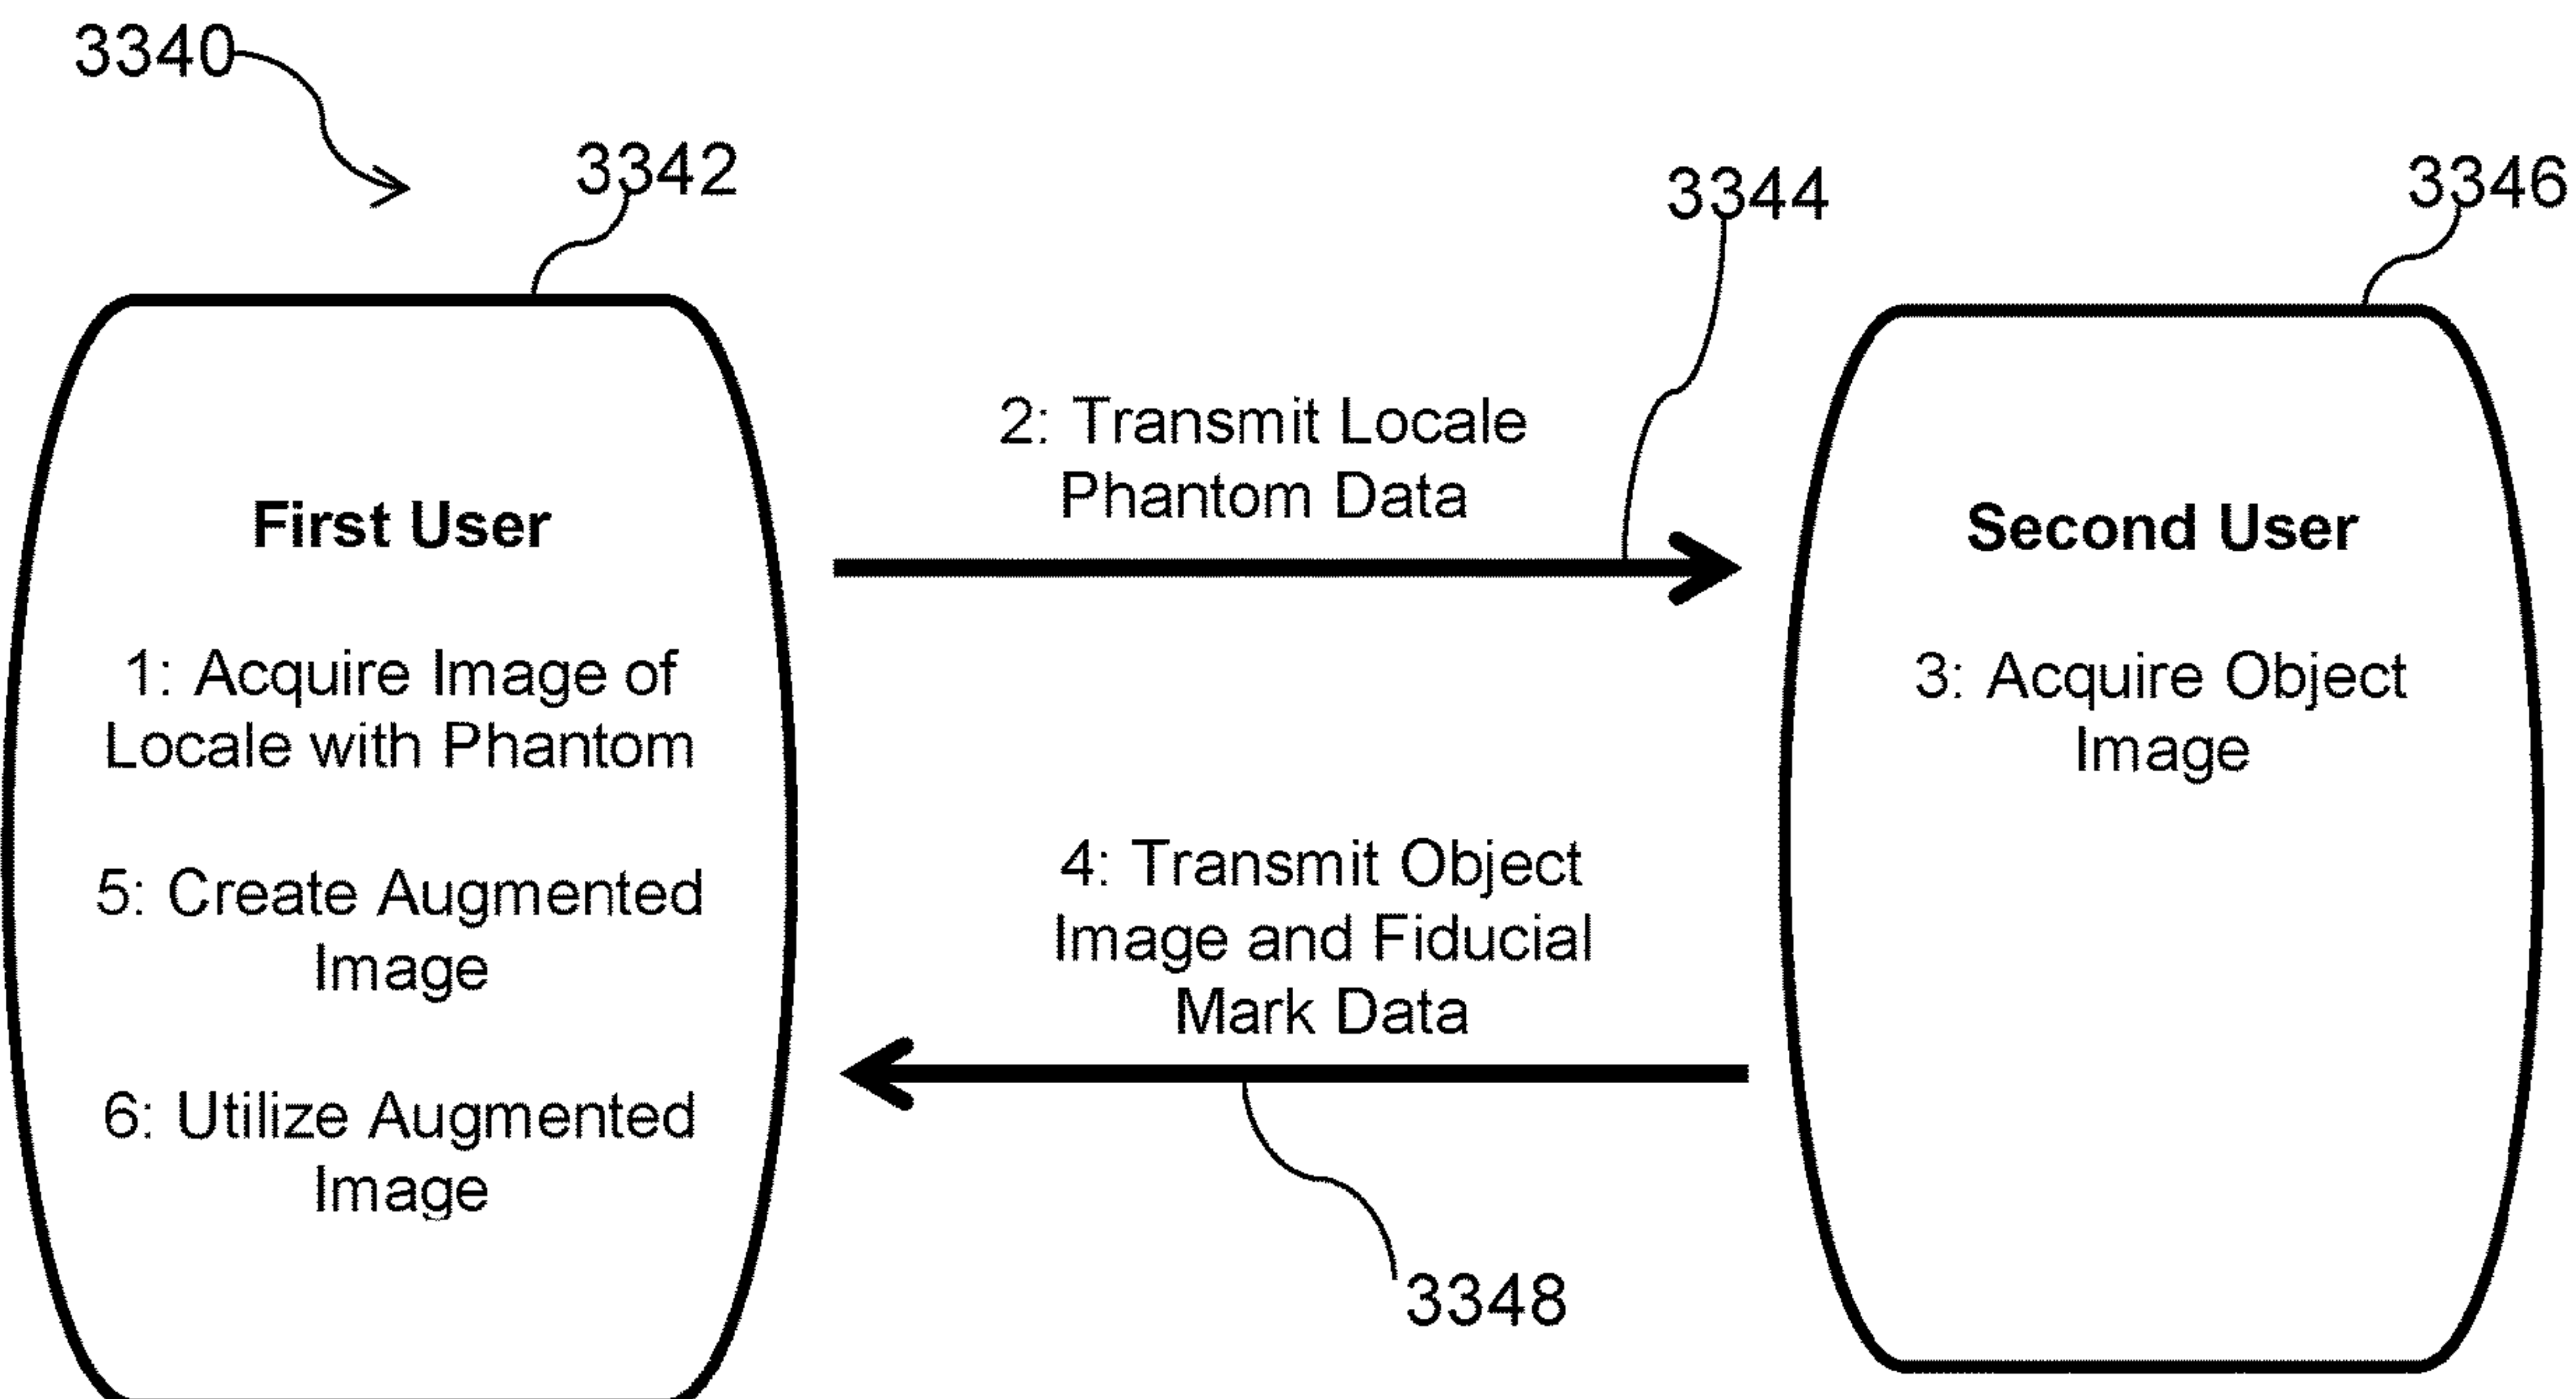 3340
3342
3344
3346
First User
1: Acquire Image of
Locale with Phantom
5: Create Augmented
Image
6: Utilize Augmented
Image
2: Transmit Locale
Phantom Data
4: Transmit Object
Image and Fiducial
Mark Data
3348
Second User
3: Acquire Object
Image